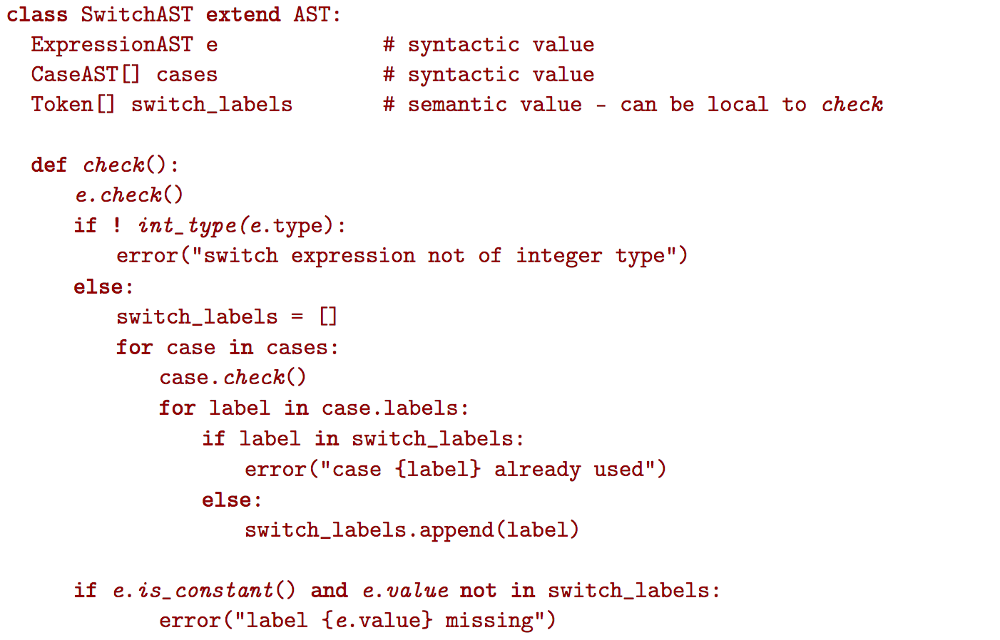 class SwitchAST extend AST:
  ExpressionAST e # syntactic value
  CaseAST[] cases # syntactic value
  Token[] switch_labels # semantic value - can be local to check
  def check():
    e.check()
    if ! int_type(e.type):
      error("switch expression not of integer type")
    else:
      switch_labels = []
      for case in cases:
        case.check()
        for label in case.labels:
          if label in switch_labels:
            error("case {label} already used")
          else:
            switch_labels.append(label)
    if e.is_constant() and e.value not in switch_labels:
        error("label {e.value} missing")